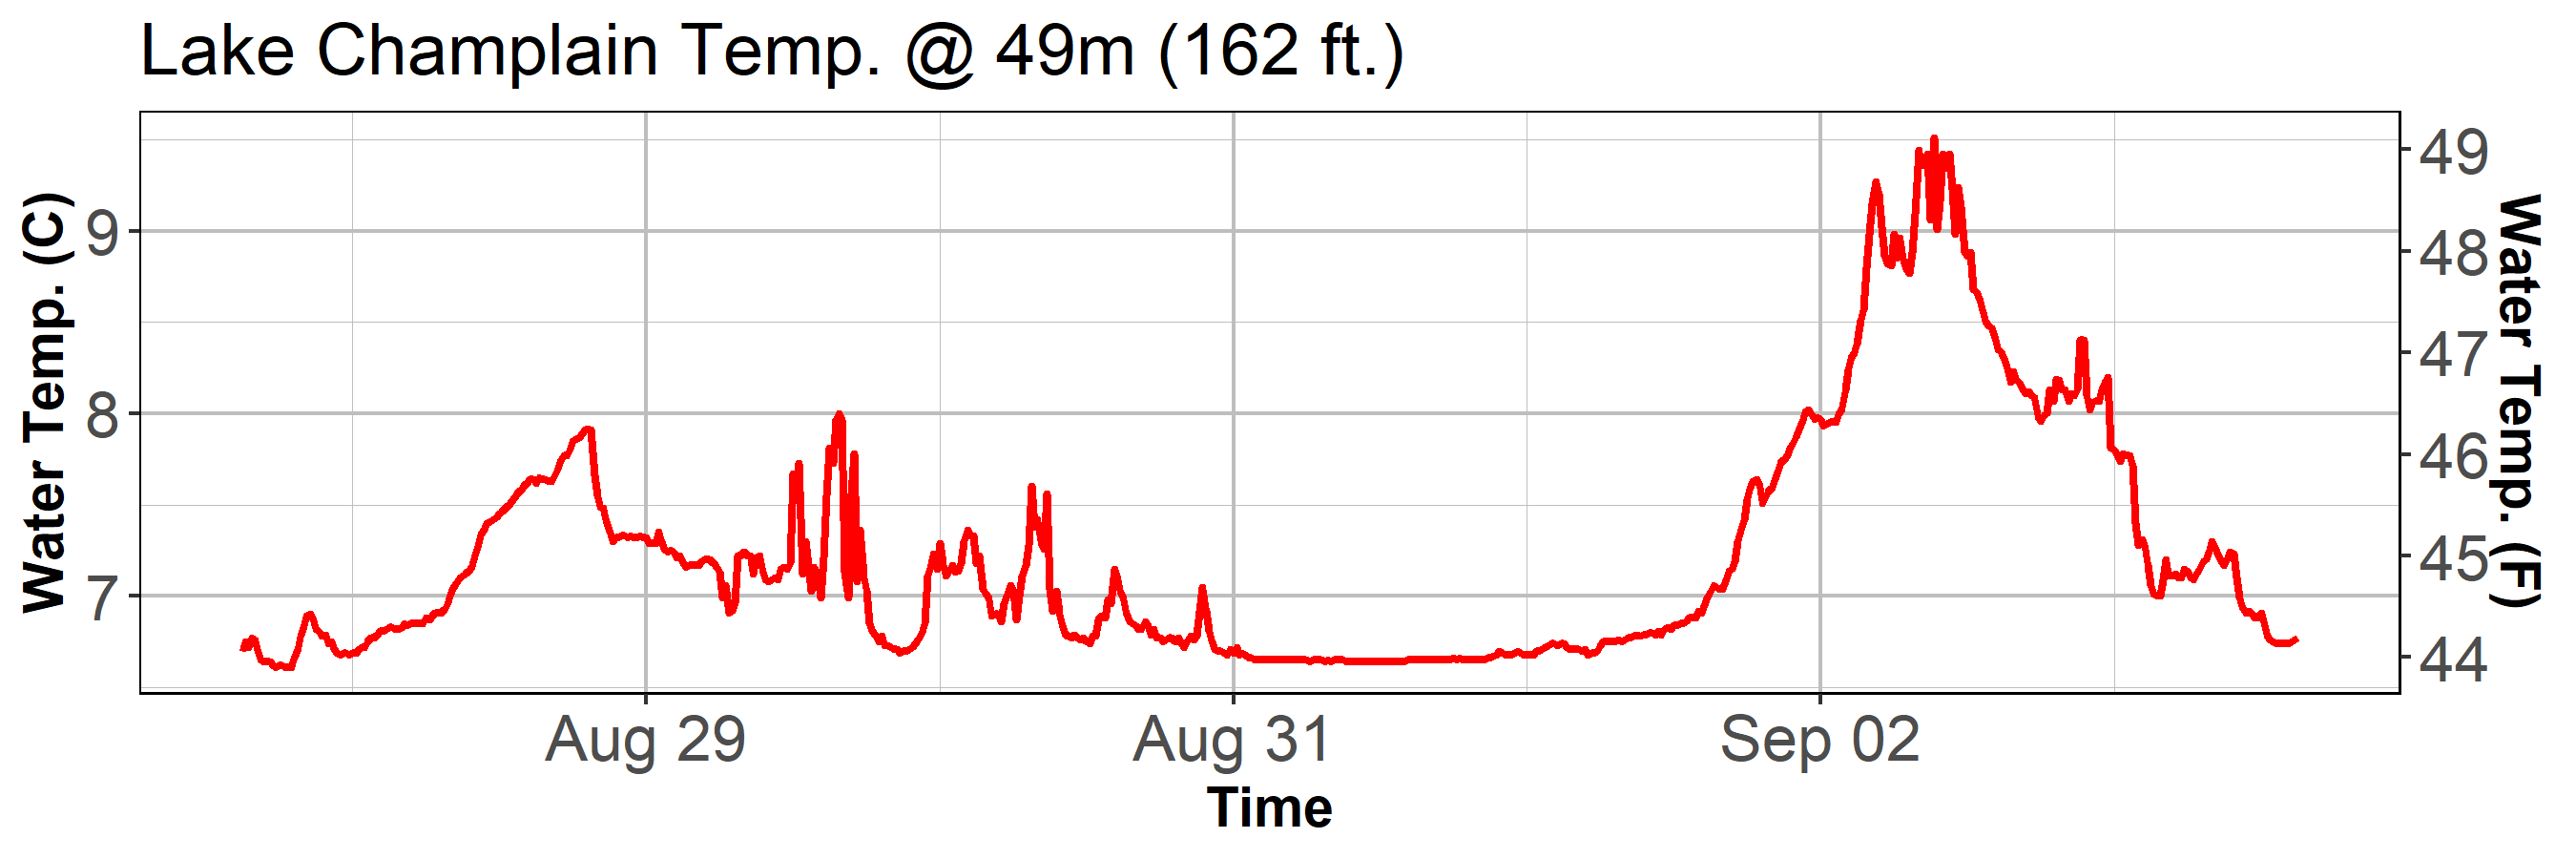 Lake Champlain Temp. @ 49m (162 ft.)
Water Temp. (C)
9
8
7
49
48
47
46
45
44
Water Temp. (F)
Aug 29
Aug 31
Sep 02
Time